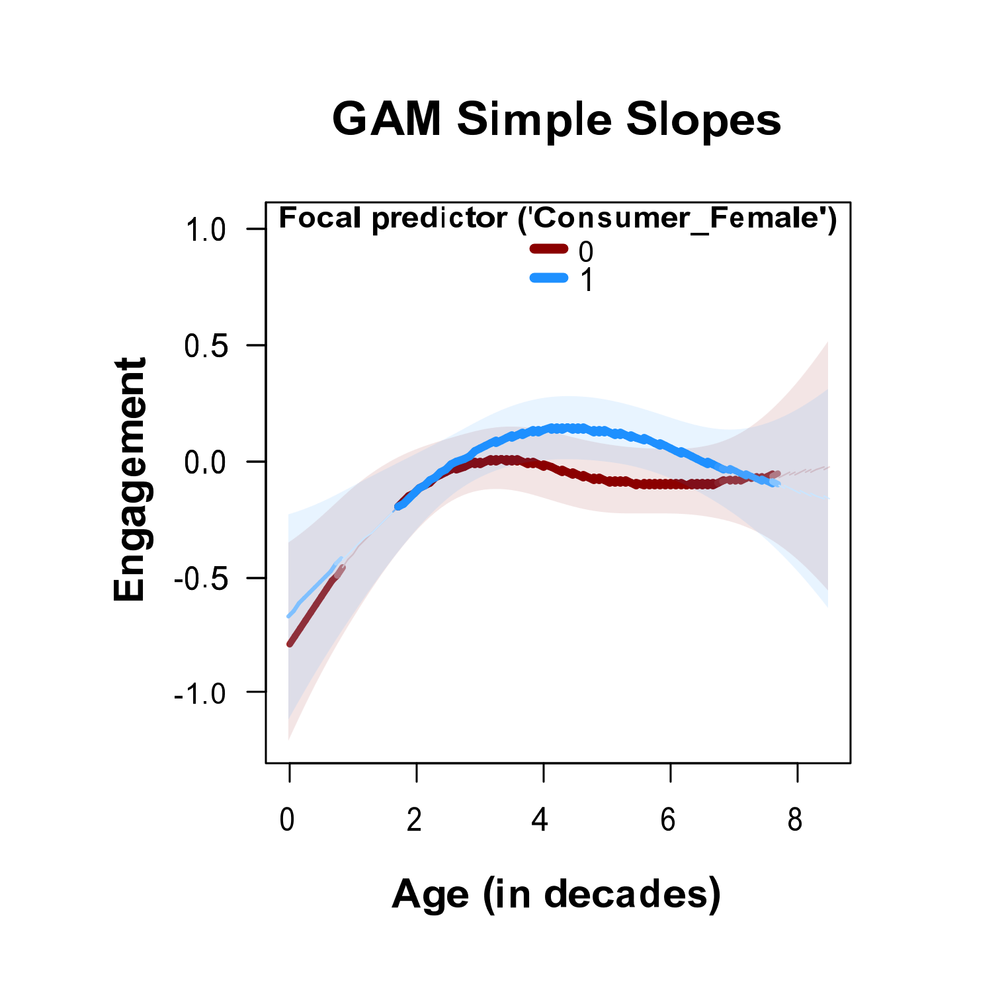 GAM Simple Slopes
Focal predictor ('Consumer_Female')
0
1
1.0
0.5
0.0
-0.5
-1.0
Engagement
0 2 4 6 8
Age (in decades)